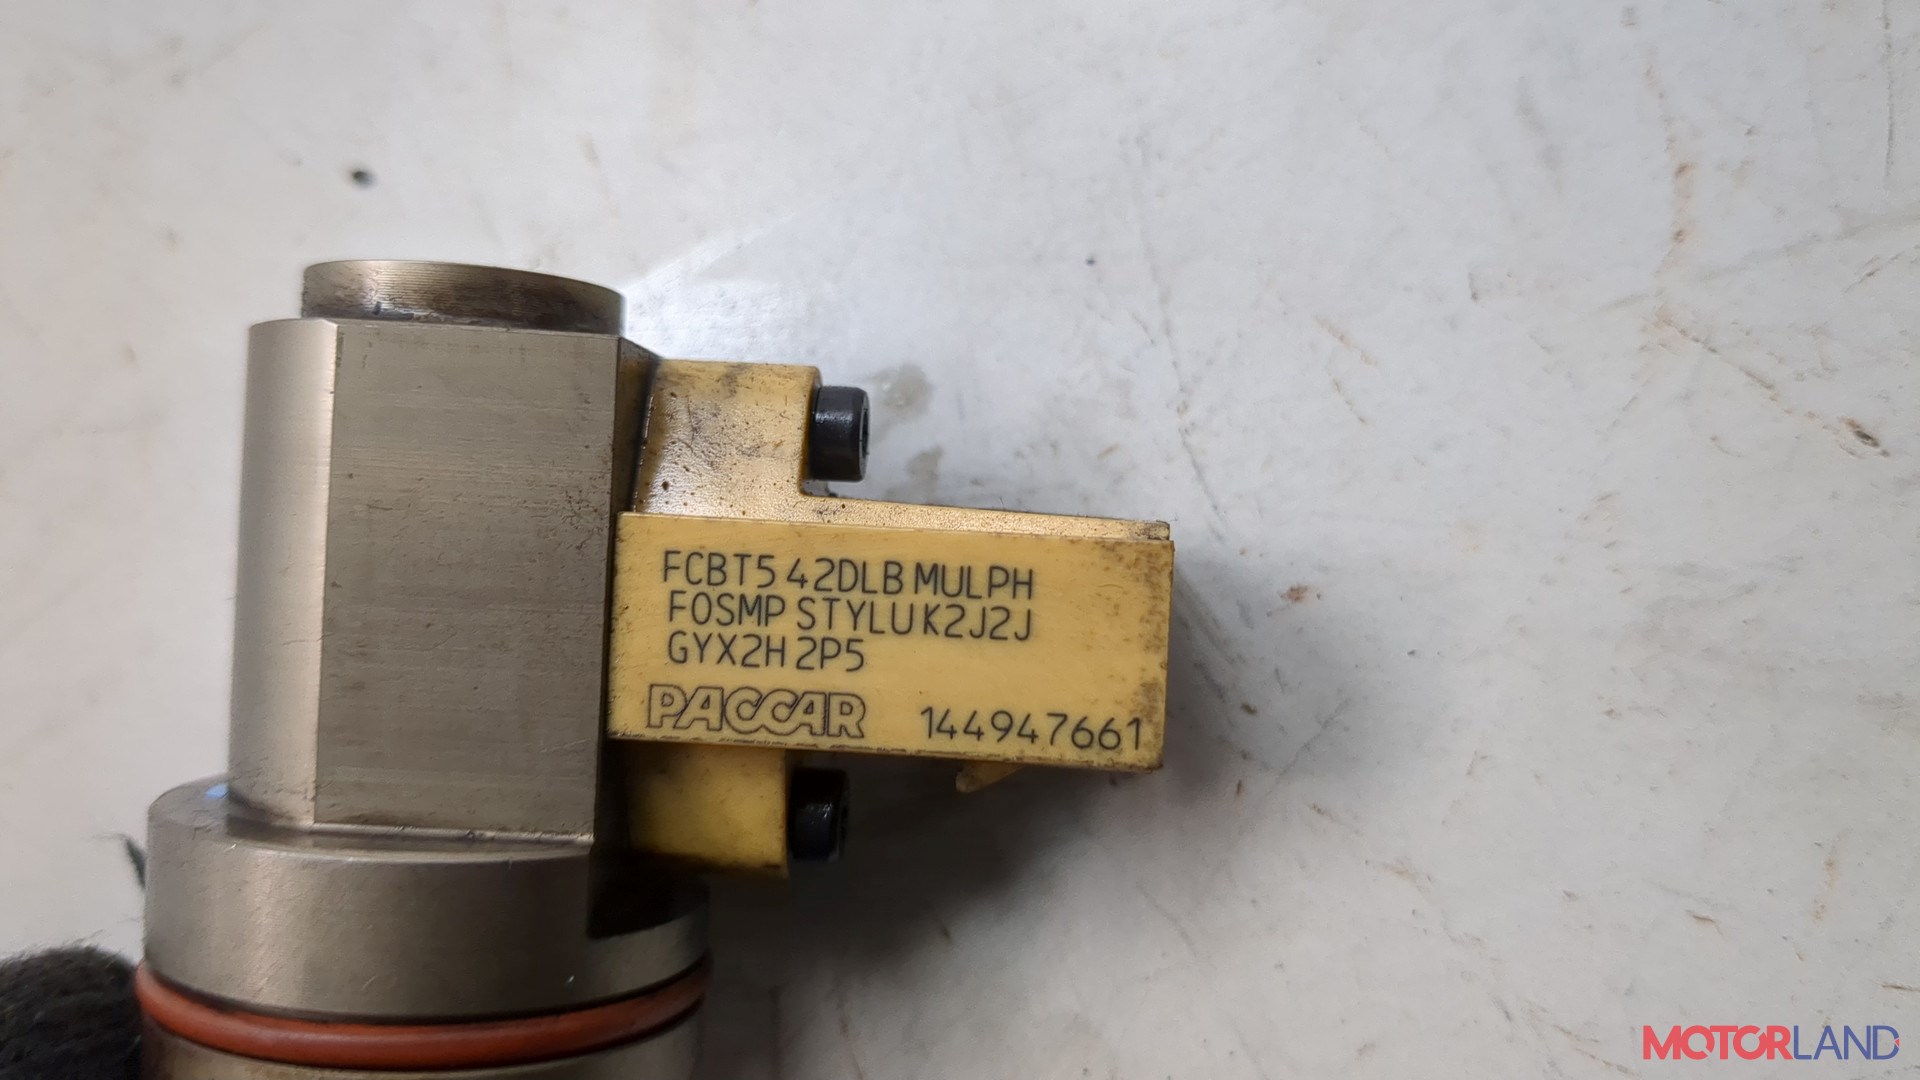 FCBT5 42DLB MULPH
F0SMP STYLU K2J2J
GYX2H 2P5
PACCAR 144947661
MOTORLAND